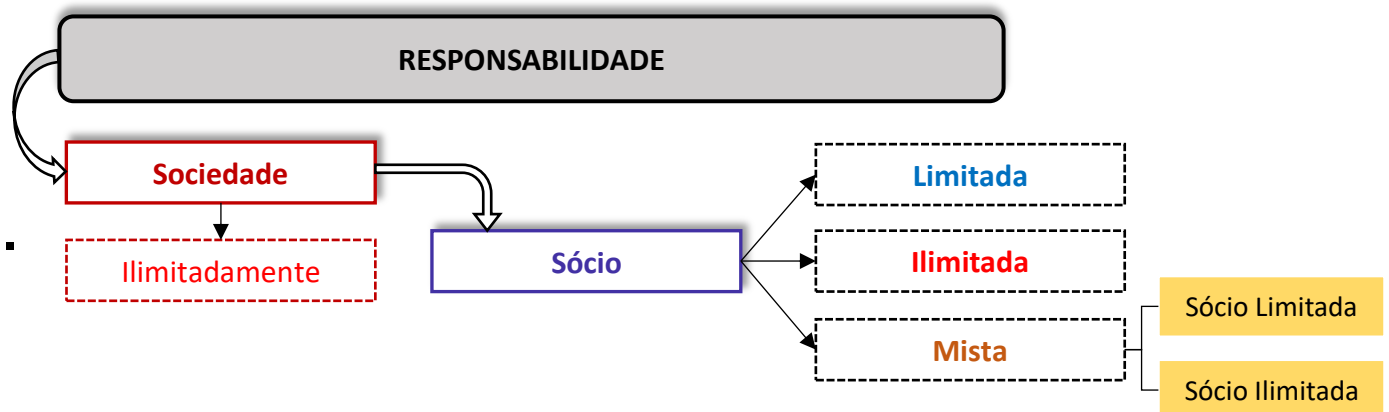 RESPONSABILIDADE
Sociedade
Ilimitadamente
Sócio
Limitada
Ilimitada
Mista
Sócio Limitada
Sócio Ilimitada